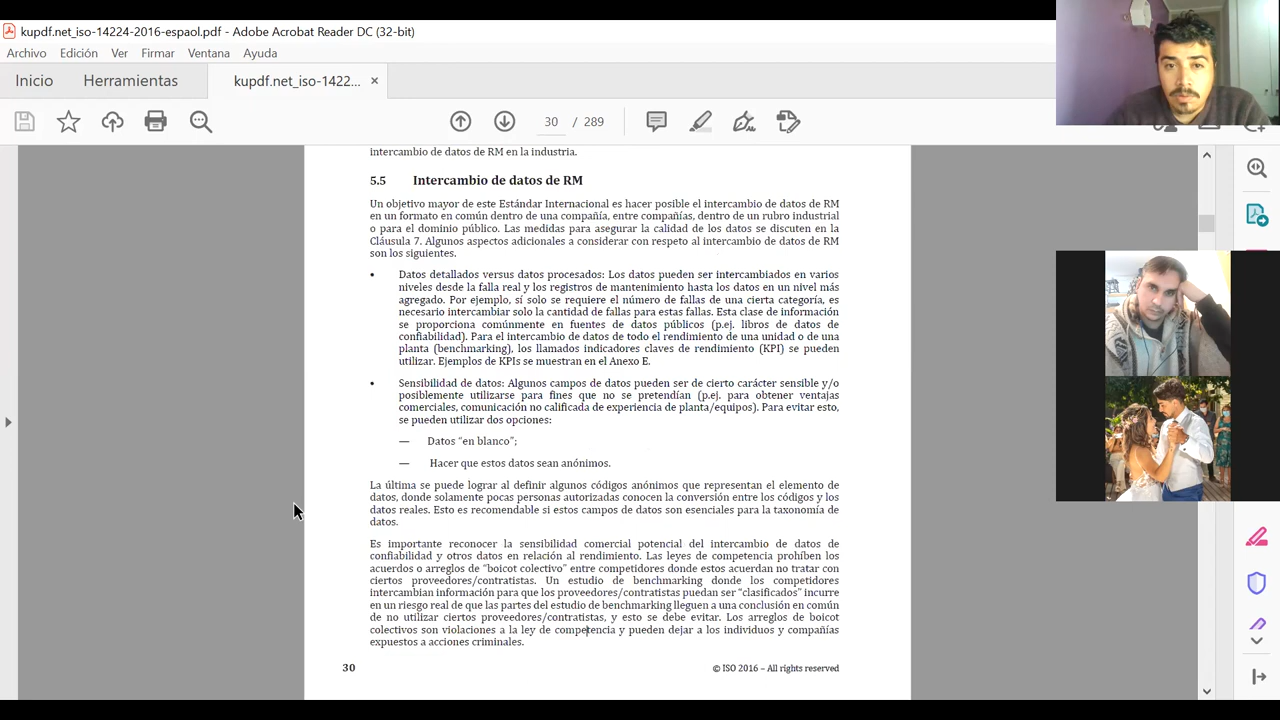 kupdf.net_iso-14224-2016-espaol.pdf - Adobe Acrobat Reader DC (32-bit)
Archivo Edición Ver Firmar Ventana Ayuda
Inicio Herramientas kupdf.net_iso-1422... ×
30 / 289
intercambio de datos de RM en la industria.
5.5 Intercambio de datos de RM
Un objetivo mayor de este Estándar Internacional es hacer posible el intercambio de datos de RM
en un formato en común dentro de una compañía, entre compañías, dentro de un rubro industrial
o para el dominio público. Las medidas para asegurar la calidad de los datos se discuten en la
Cláusula 7. Algunos aspectos adicionales a considerar con respeto al intercambio de datos de RM
son los siguientes.
• Datos detallados versus datos procesados: Los datos pueden ser intercambiados en varios
niveles desde la falla real y los registros de mantenimiento hasta los datos en un nivel más
agregado. Por ejemplo, sí solo se requiere el número de fallas de una cierta categoría, es
necesario intercambiar solo la cantidad de fallas para estas fallas. Esta clase de información
se proporciona comúnmente en fuentes de datos públicos (p.ej. libros de datos de
confiabilidad). Para el intercambio de datos de todo el rendimiento de una unidad o de una
planta (benchmarking), los llamados indicadores claves de rendimiento (KPI) se pueden
utilizar. Ejemplos de KPIs se muestran en el Anexo E.
• Sensibilidad de datos: Algunos campos de datos pueden ser de cierto carácter sensible y/o
posiblemente utilizarse para fines que no se pretendían (p.ej. para obtener ventajas
comerciales, comunicación no calificada de experiencia de planta/equipos). Para evitar esto,
se pueden utilizar dos opciones:
— Datos “en blanco”;
— Hacer que estos datos sean anónimos.
La última se puede lograr al definir algunos códigos anónimos que representan el elemento de
datos, donde solamente pocas personas autorizadas conocen la conversión entre los códigos y los
datos reales. Esto es recomendable si estos campos de datos son esenciales para la taxonomía de
datos.
Es importante reconocer la sensibilidad comercial potencial del intercambio de datos de
confiabilidad y otros datos en relación al rendimiento. Las leyes de competencia prohíben los
acuerdos o arreglos de “boicot colectivo” entre competidores donde estos acuerdan no tratar con
ciertos proveedores/contratistas. Un estudio de benchmarking donde los competidores
intercambian información para que los proveedores/contratistas puedan ser “clasificados” incurre
en un riesgo real de que las partes del estudio de benchmarking lleguen a una conclusión en común
de no utilizar ciertos proveedores/contratistas, y esto se debe evitar. Los arreglos de boicot
colectivos son violaciones a la ley de competencia y pueden dejar a los individuos y compañías
expuestos a acciones criminales.
30 © ISO 2016 – All rights reserved